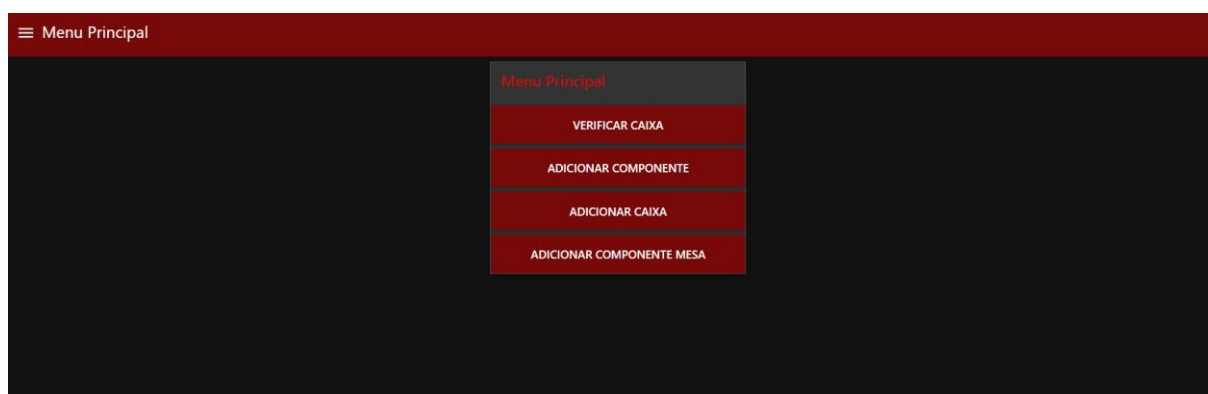 Menu Principal
Menu Principal
VERIFICAR CAIXA
ADICIONAR COMPONENTE
ADICIONAR CAIXA
ADICIONAR COMPONENTE MESA